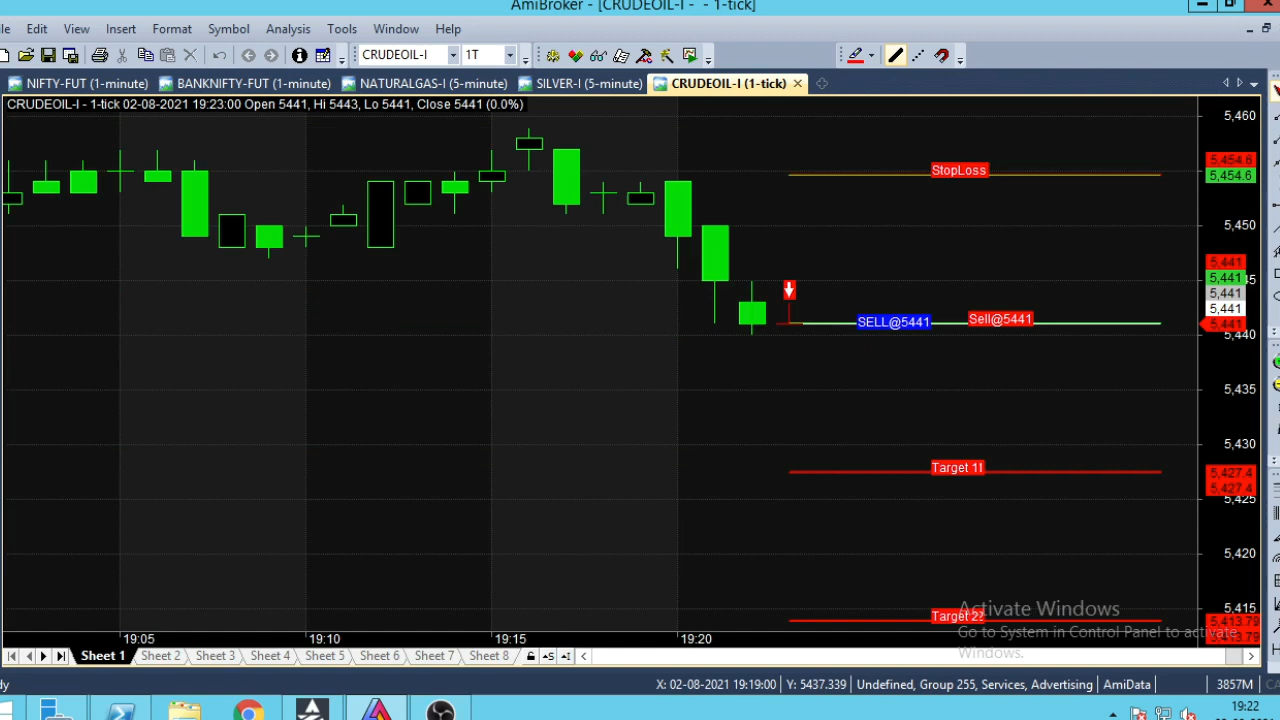 AmiBroker - [CRUDEOIL-I - - 1-tick]
Edit View Insert Format Symbol Analysis Tools Window Help
CRUDEOIL-I 1T
NIFTY-FUT (1-minute) BANKNIFTY-FUT (1-minute) NATURALGAS-I (5-minute) SILVER-I (5-minute) CRUDEOIL-I (1-tick)
CRUDEOIL-I - 1-tick 02-08-2021 19:23:00 Open 5441, Hi 5443, Lo 5441, Close 5441 (0.0%)
5,460
5,454.6
StopLoss
5,454.6
5,450
5,441
5,441
5,441
5,441
SELL@5441 Sell@5441 5,441
5,440
5,435
5,430
Target 1
5,427.4
5,427.4
5,425
5,420
5,415
Activate Windows
Target 2
5,413.79
Go to System in Control Panel to activate
5,413.79
19:05 19:10 19:15 19:20
Windows.
Sheet 1 Sheet 2 Sheet 3 Sheet 4 Sheet 5 Sheet 6 Sheet 7 Sheet 8
X: 02-08-2021 19:19:00 Y: 5437.339 Undefined, Group 255, Services, Advertising AmiData 3857M
19:22